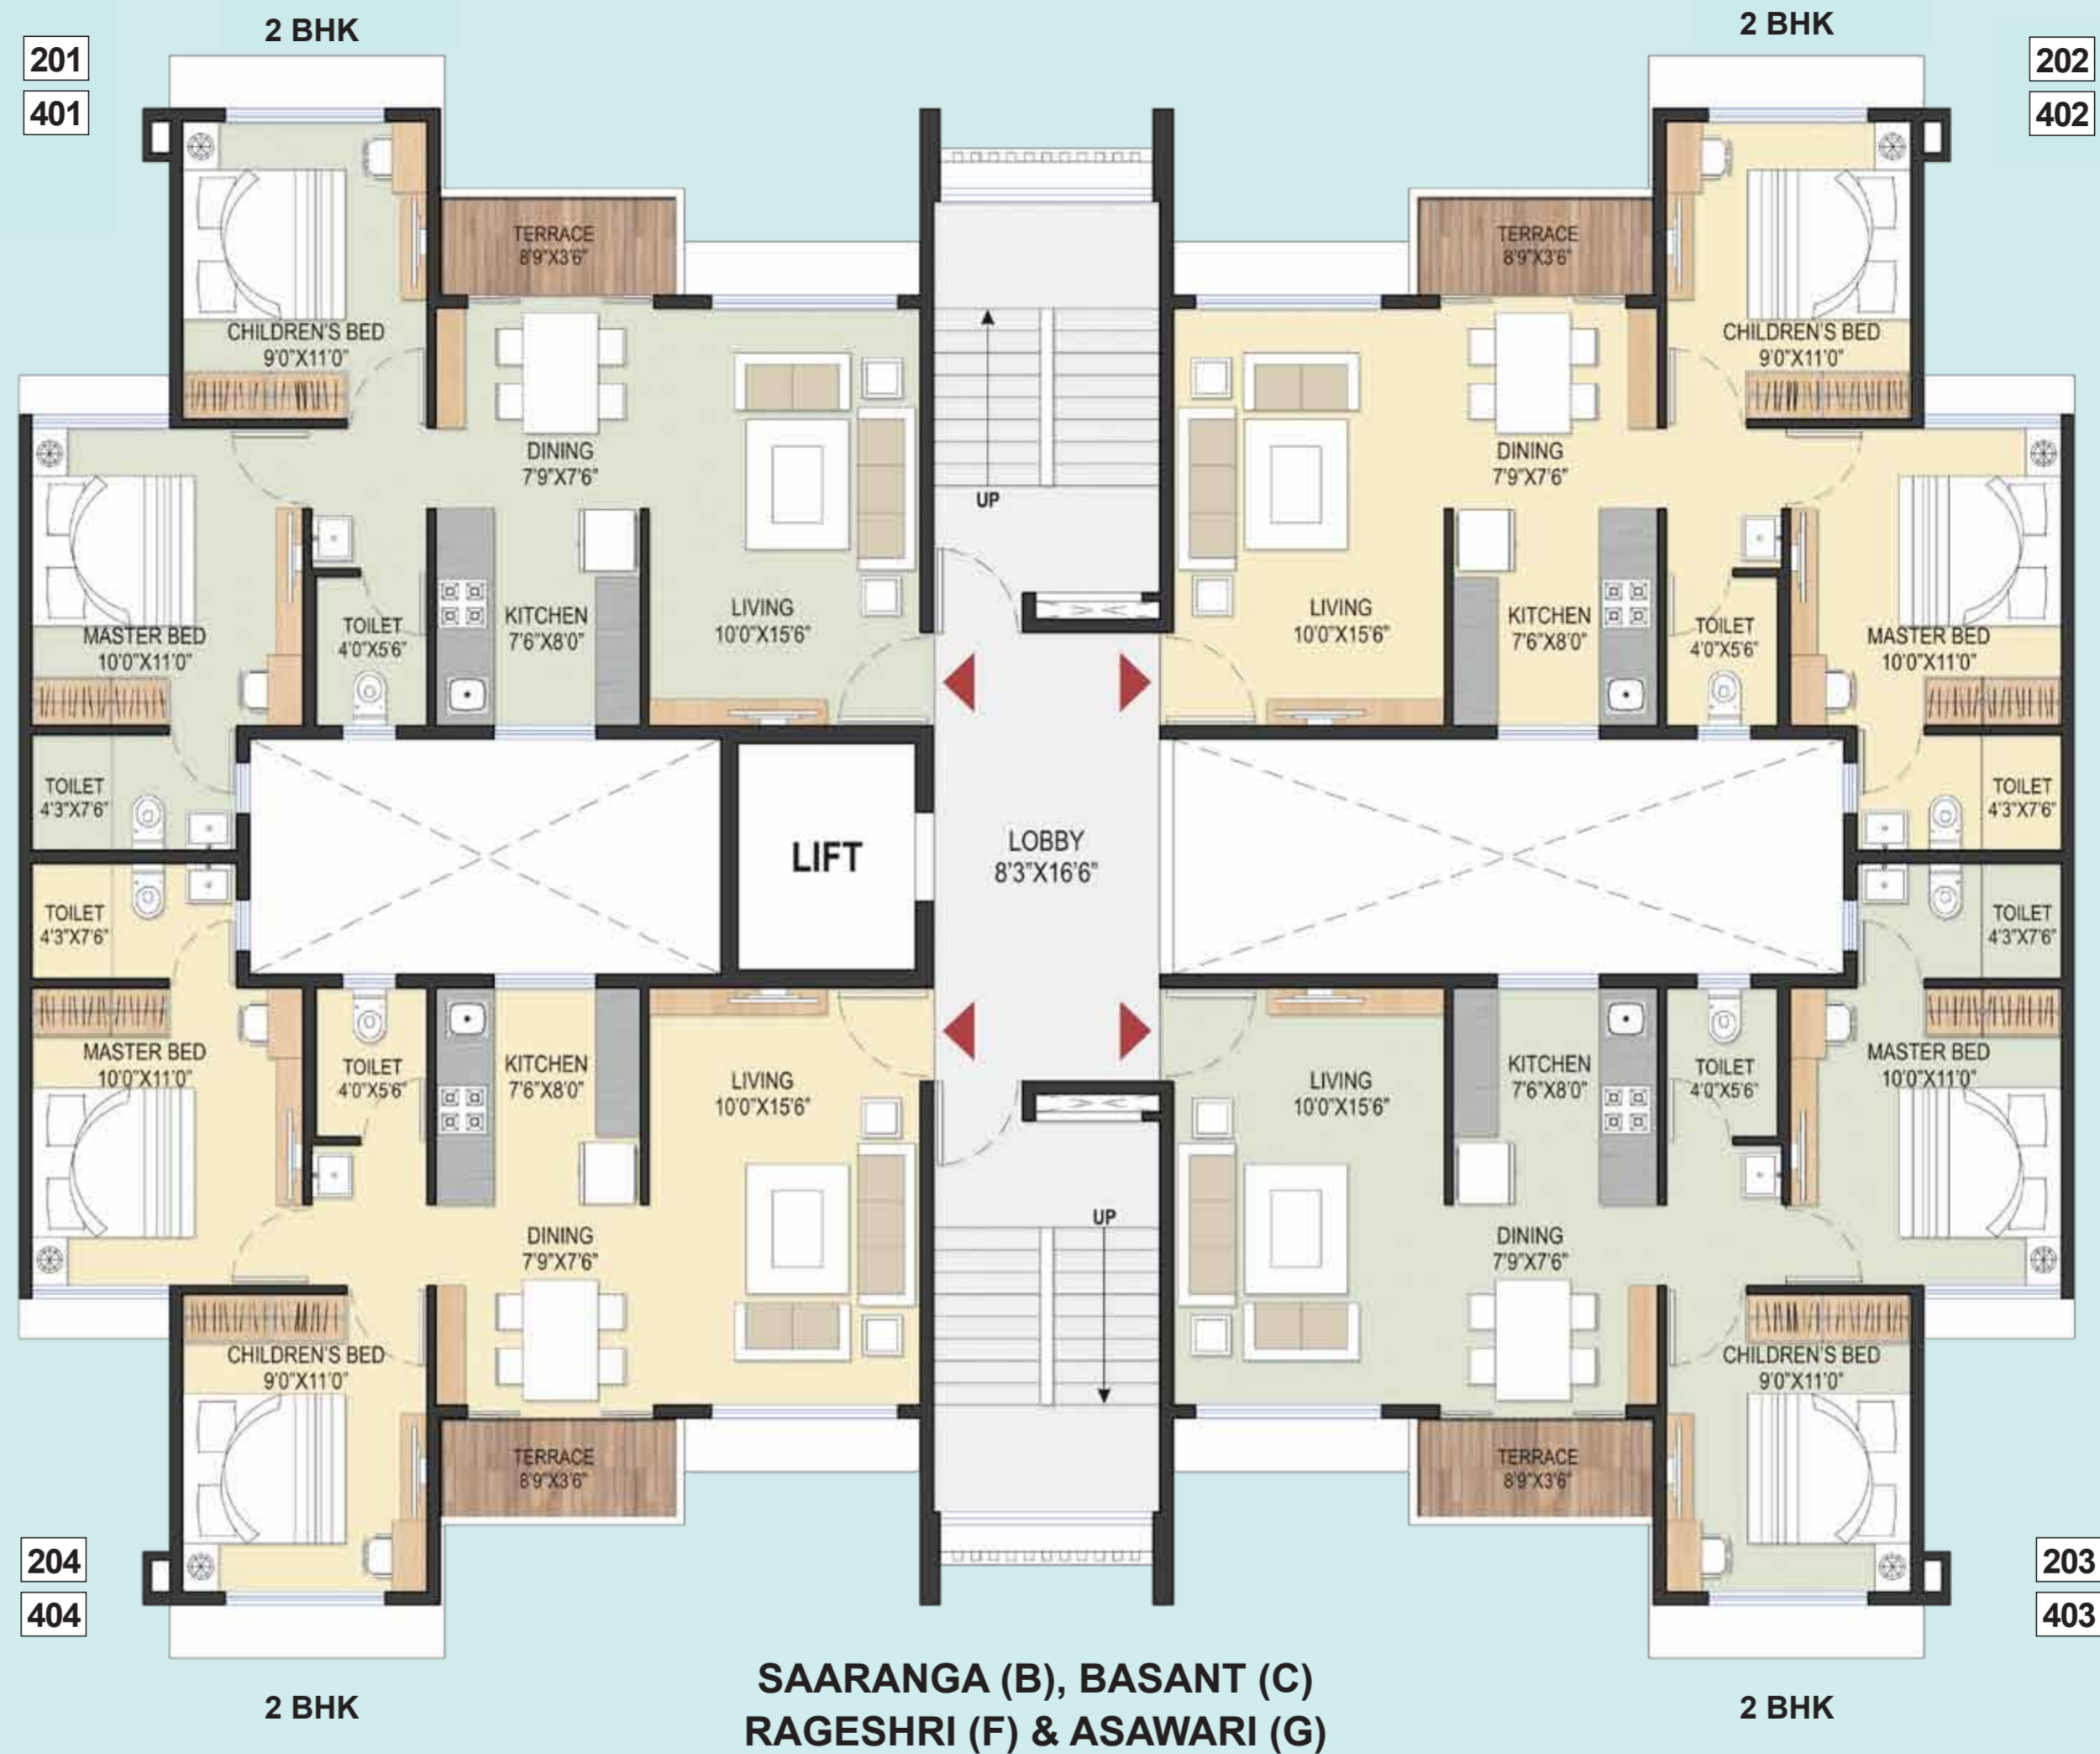 2 BHK
2 BHK
201
401
202
402
TERRACE
8'9"X3'6"
TERRACE
8'9"X3'6"
CHILDREN'S BED
9'0"X11'0"
CHILDREN'S BED
9'0"X11'0"
DINING
7'9"X7'6"
DINING
7'9"X7'6"
UP
MASTER BED
10'0"X11'0"
TOILET
4'0"X5'6"
KITCHEN
7'6"X8'0"
LIVING
10'0"X15'6"
LIVING
10'0"X15'6"
KITCHEN
7'6"X8'0"
TOILET
4'0"X5'6"
MASTER BED
10'0"X11'0"
TOILET
4'3"X7'6"
TOILET
4'3"X7'6"
LIFT
LOBBY
8'3"X16'6"
TOILET
4'3"X7'6"
TOILET
4'3"X7'6"
MASTER BED
10'0"X11'0"
TOILET
4'0"X5'6"
KITCHEN
7'6"X8'0"
LIVING
10'0"X15'6"
LIVING
10'0"X15'6"
KITCHEN
7'6"X8'0"
TOILET
4'0"X5'6"
MASTER BED
10'0"X11'0"
UP
DINING
7'9"X7'6"
DINING
7'9"X7'6"
CHILDREN'S BED
9'0"X11'0"
CHILDREN'S BED
9'0"X11'0"
TERRACE
8'9"X3'6"
TERRACE
8'9"X3'6"
204
404
203
403
2 BHK
2 BHK
SAARANGA (B), BASANT (C)
RAGESHRI (F) & ASAWARI (G)